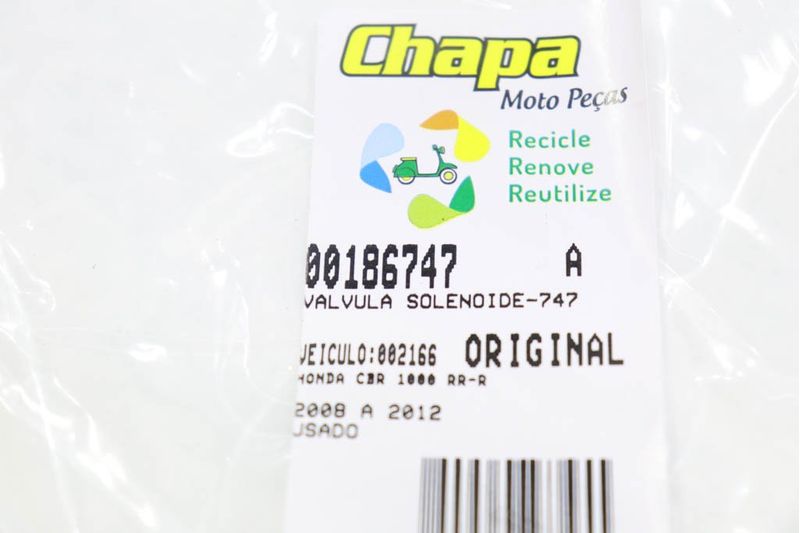 Chapa
Moto Peças
Recicle
Renove
Reutilize
00186747 A
VALVULA SOLENOIDE-747
VEICULO:002166 ORIGINAL
HONDA CBR 1000 RR-R
2008 A 2012
USADO